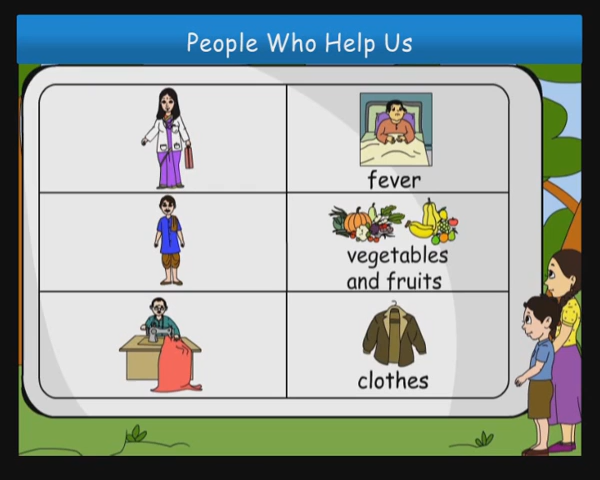 People Who Help Us
fever
vegetables
and fruits
clothes